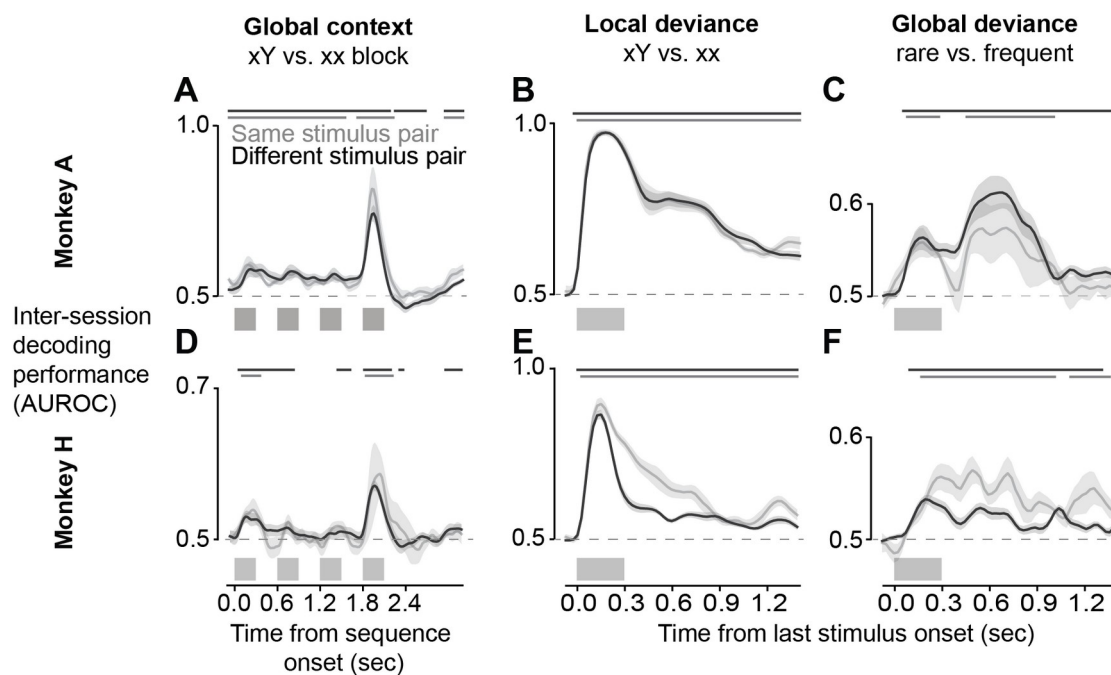 Global context
xY vs. xx block
Local deviance
xY vs. xx
Global deviance
rare vs. frequent
A
B
C
1.0
Same stimulus pair
Different stimulus pair
0.5
1.0
0.5
0.6
0.5
Monkey A
Inter-session
decoding
performance
(AUROC)
D
E
F
0.7
0.5
1.0
0.5
0.6
0.5
Monkey H
0.0 0.6 1.2 1.8 2.4
0.0 0.3 0.6 0.9 1.2
0.0 0.3 0.6 0.9 1.2
Time from sequence
onset (sec)
Time from last stimulus onset (sec)